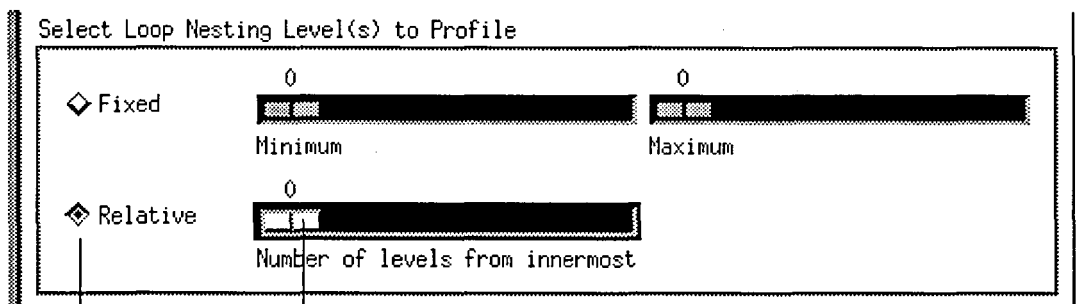 Select Loop Nesting Level(s) to Profile
0 0
Fixed
Minimum Maximum
0
Relative
Number of levels from innermost